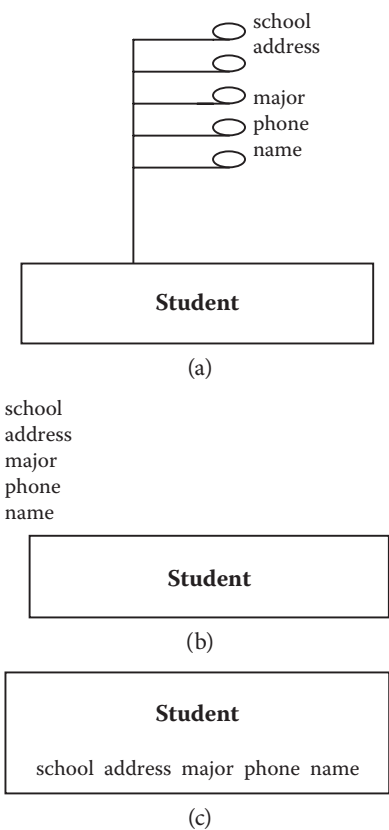 school
address
major
phone
name
Student
(a)
school
address
major
phone
name
Student
(b)
Student
school address major phone name
(c)